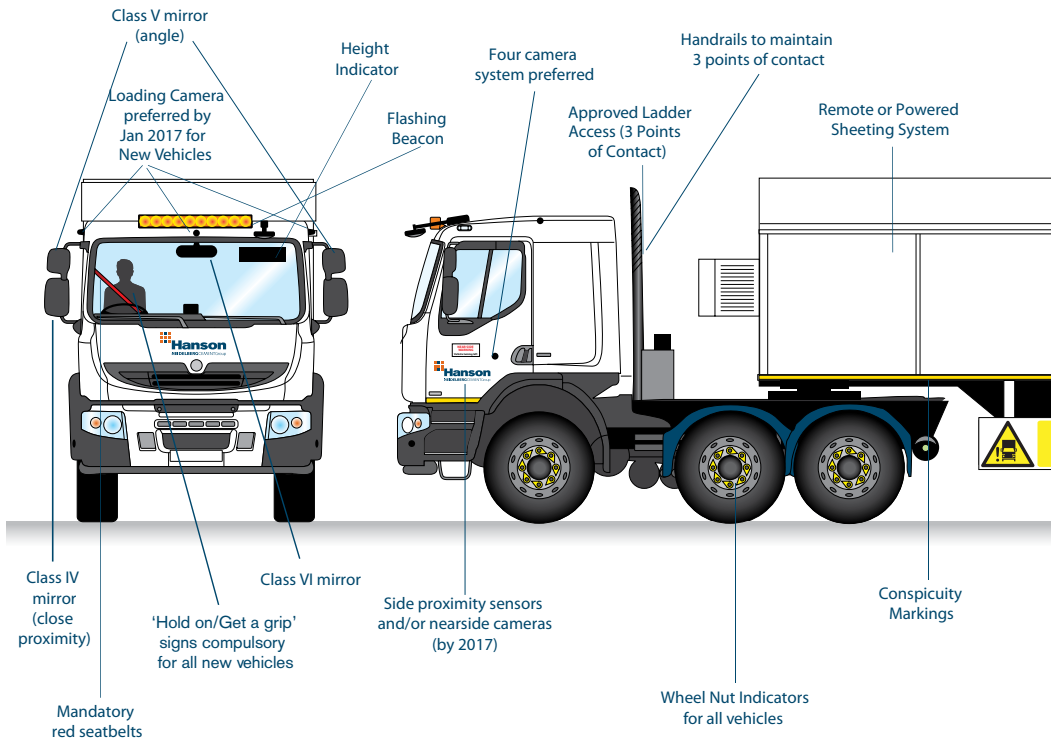 Class V mirror
(angle)
Loading Camera
preferred by
Jan 2017 for
New Vehicles
Height
Indicator
Flashing
Beacon
Four camera
system preferred
Approved Ladder
Access (3 Points
of Contact)
Handrails to maintain
3 points of contact
Remote or Powered
Sheeting System
Hanson
HEIDELBERGCEMENTGroup
Hanson
HEIDELBERGCEMENTGroup
Class IV
mirror
(close
proximity)
Mandatory
red seatbelts
‘Hold on/Get a grip’
signs compulsory
for all new vehicles
Class VI mirror
Side proximity sensors
and/or nearside cameras
(by 2017)
Wheel Nut Indicators
for all vehicles
Conspicuity
Markings